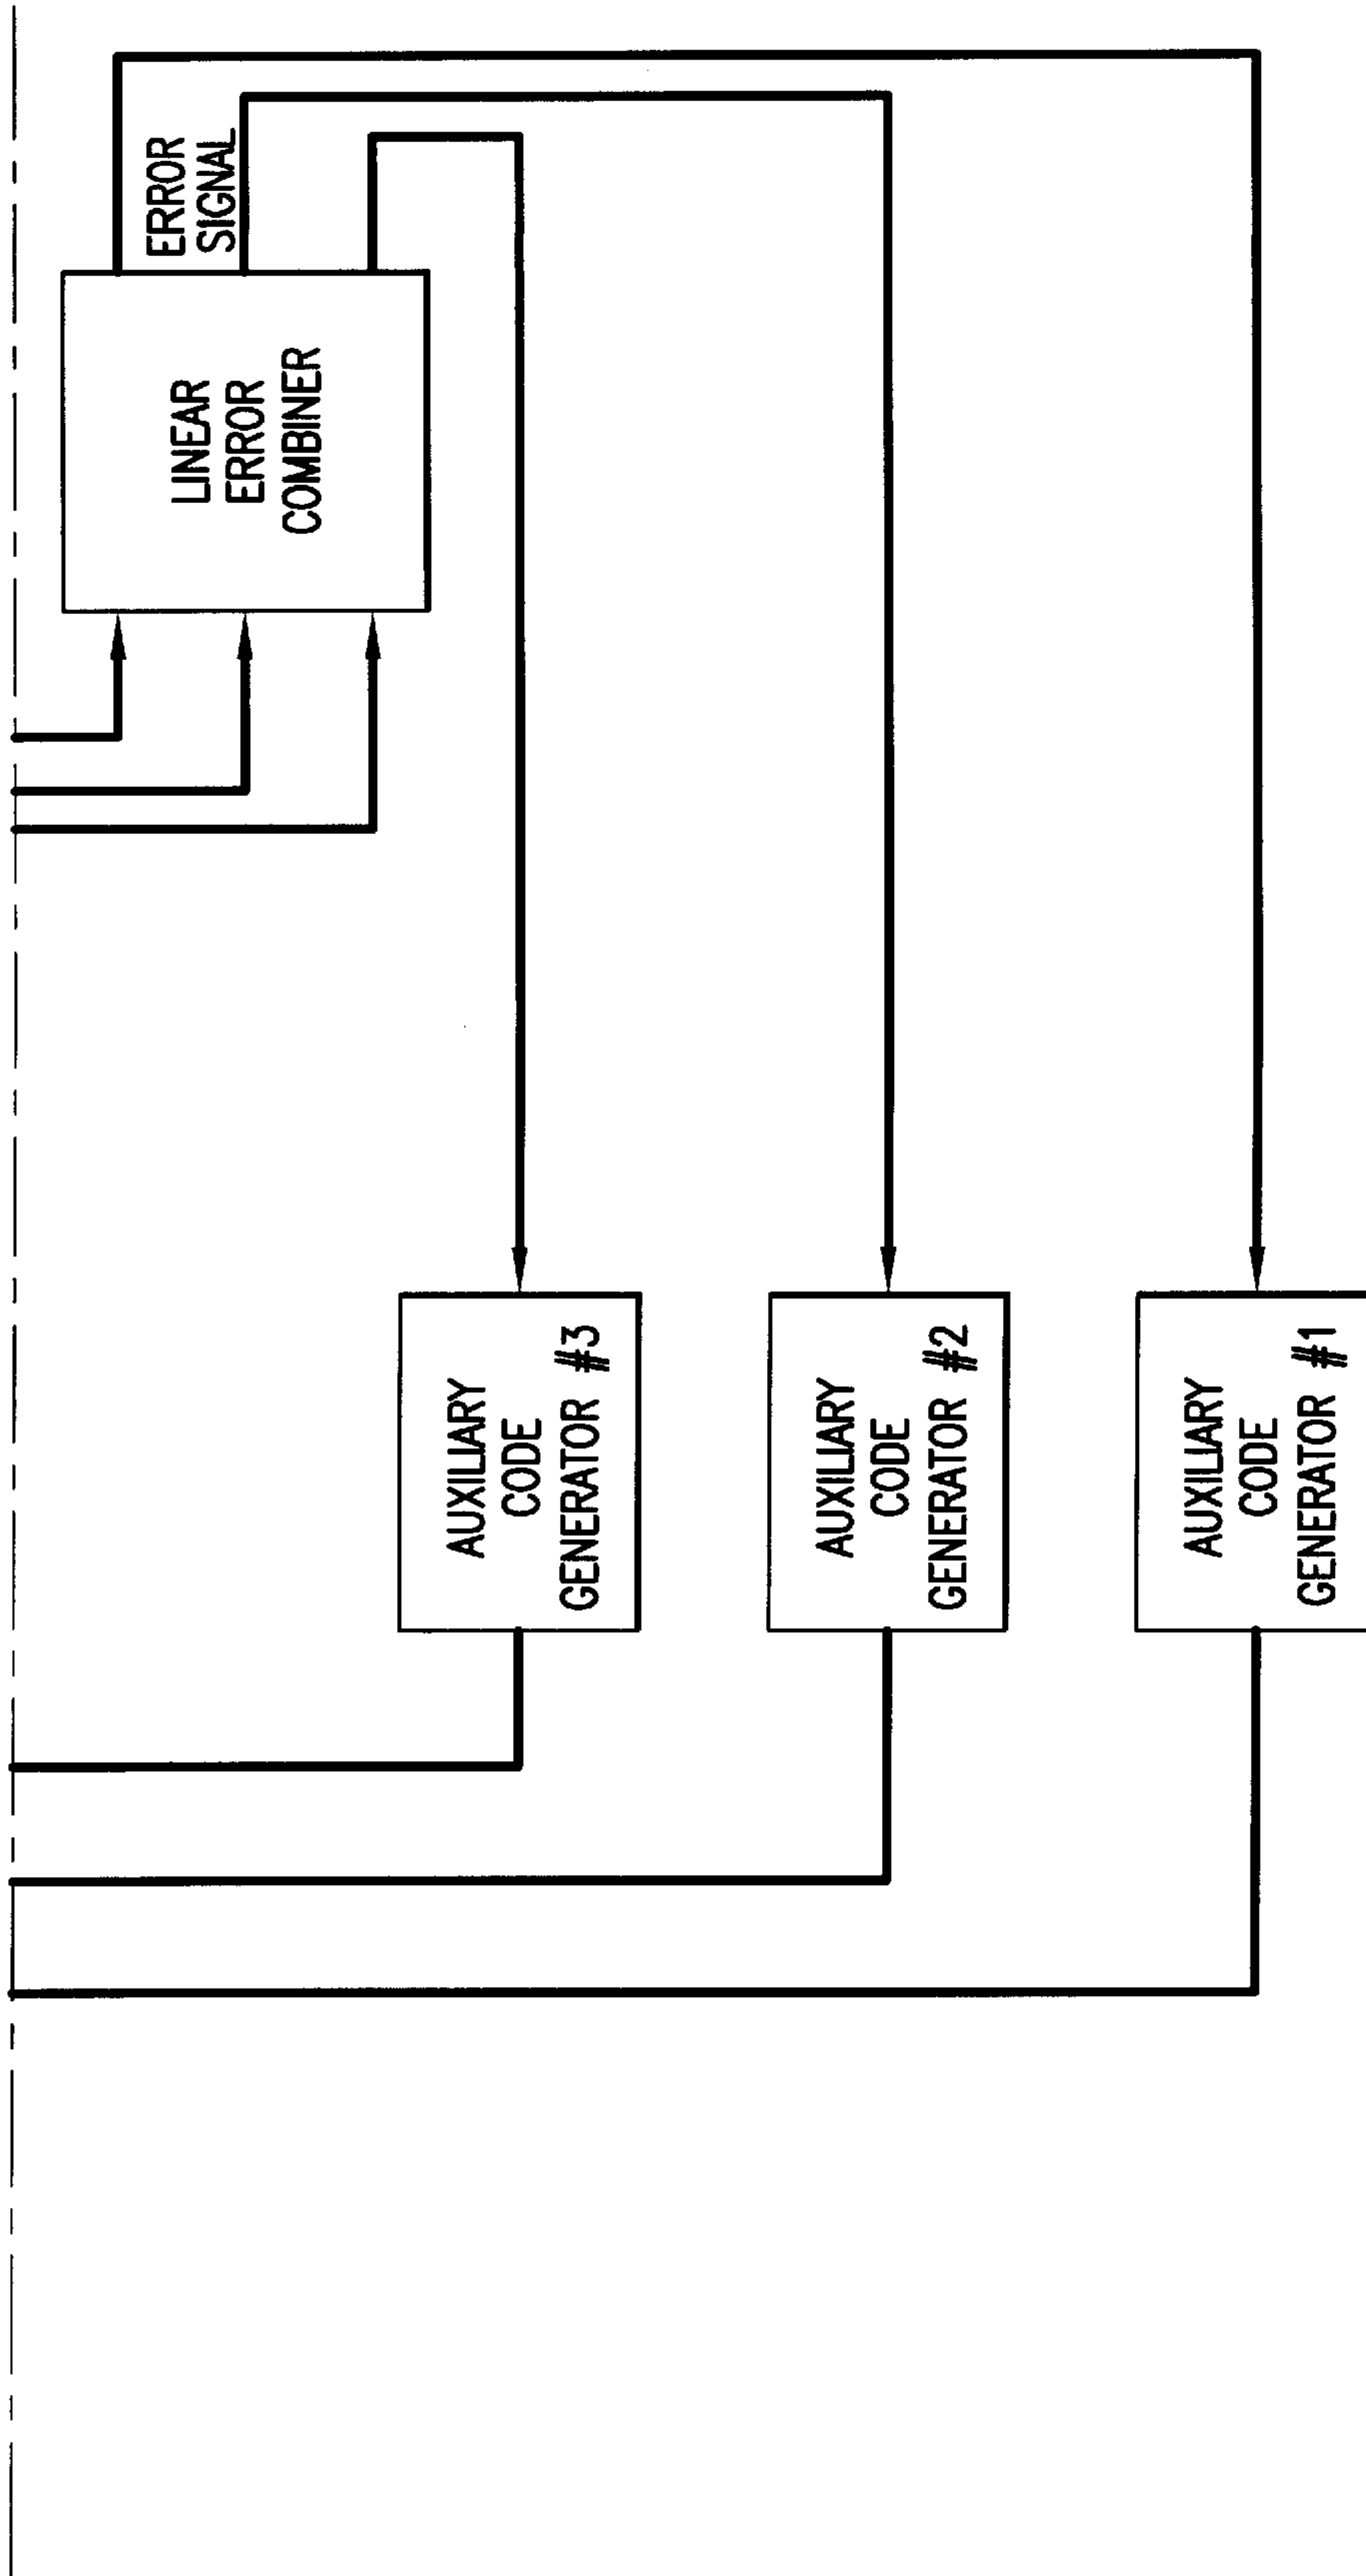 ERROR
SIGNAL
LINEAR
ERROR
COMBINER
AUXILIARY
CODE
GENERATOR #3
AUXILIARY
CODE
GENERATOR #2
AUXILIARY
CODE
GENERATOR #1